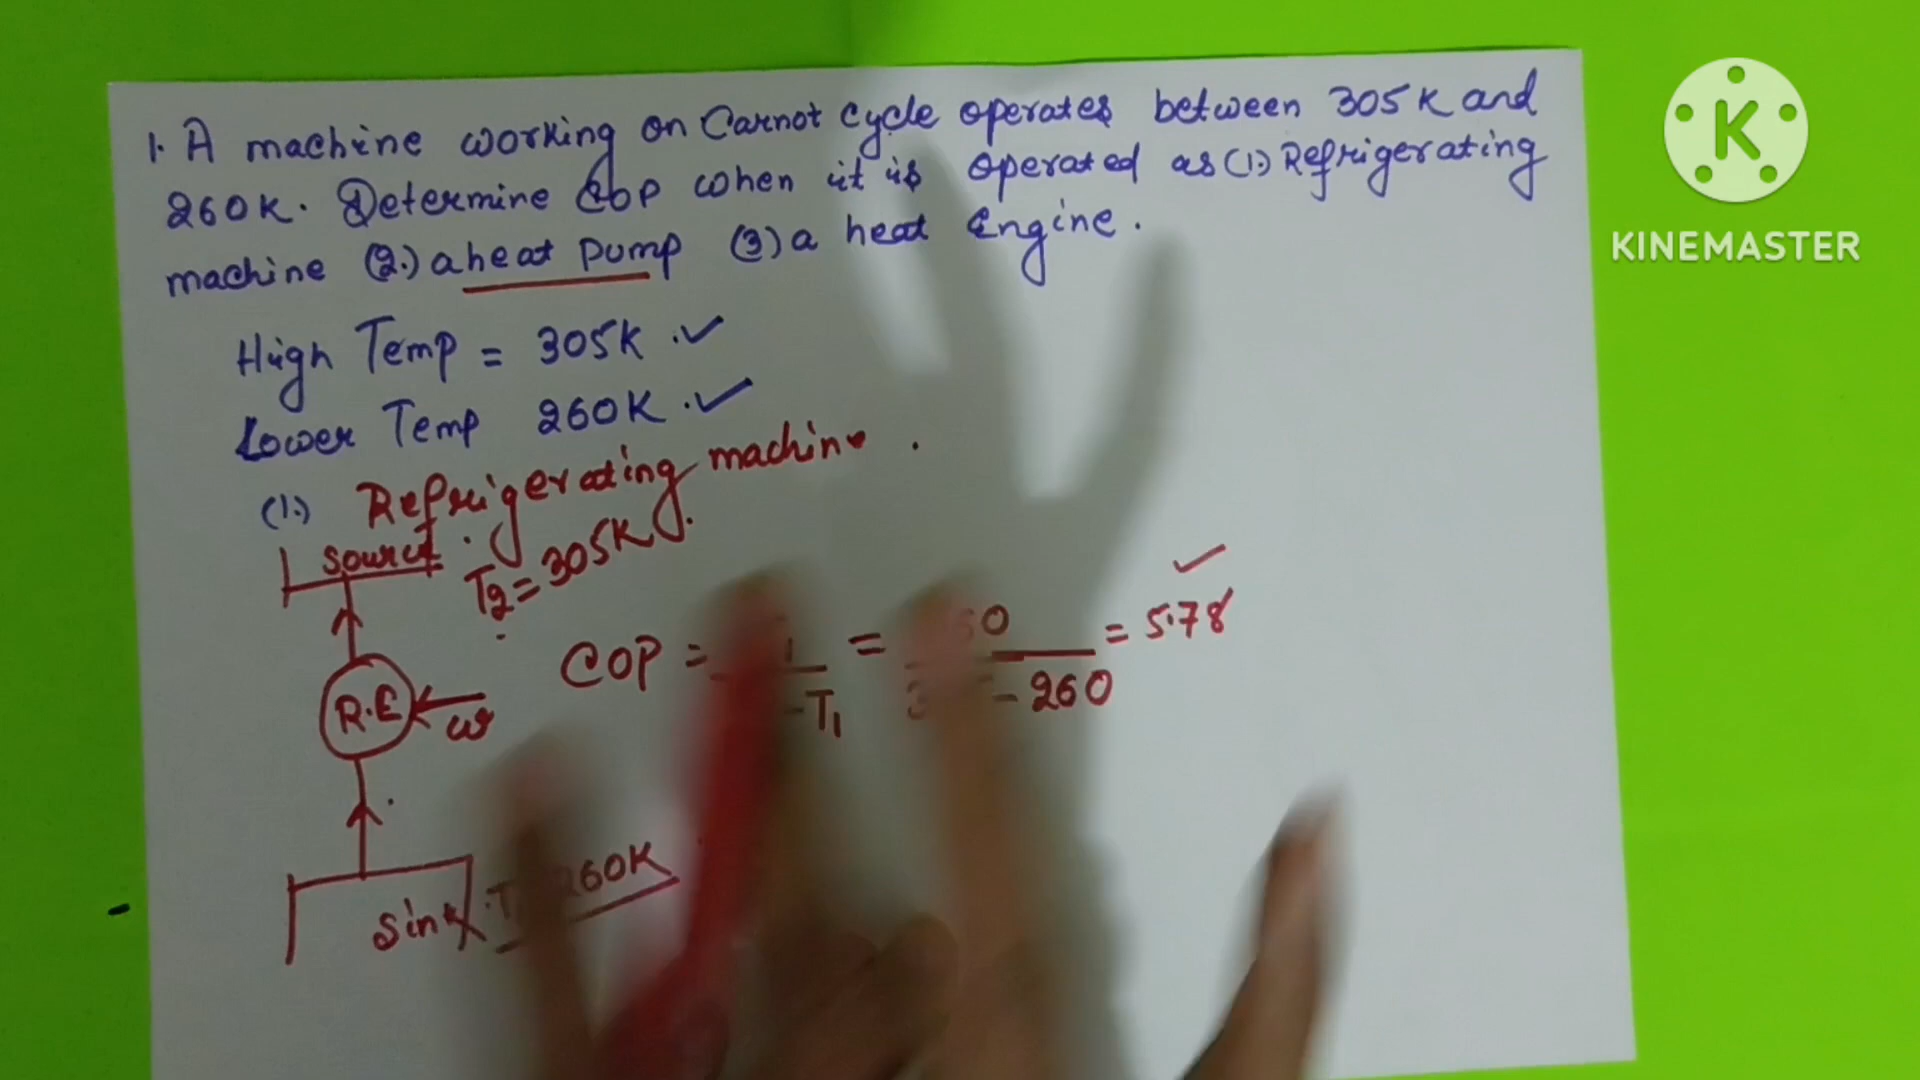 1. A machine working on Carnot cycle operates between 305K and
260K. Determine COP when it is operated as (1.) Refrigerating
machine (2.) a heat pump (3) a heat Engine.
High Temp = 305K.
Lower Temp 260K.
(1.) Refrigerating machine.
source. T2 = 305K.
COP = = = 5.78
-T1 - 260
R.E
w
260K
sink
K
KINEMASTER